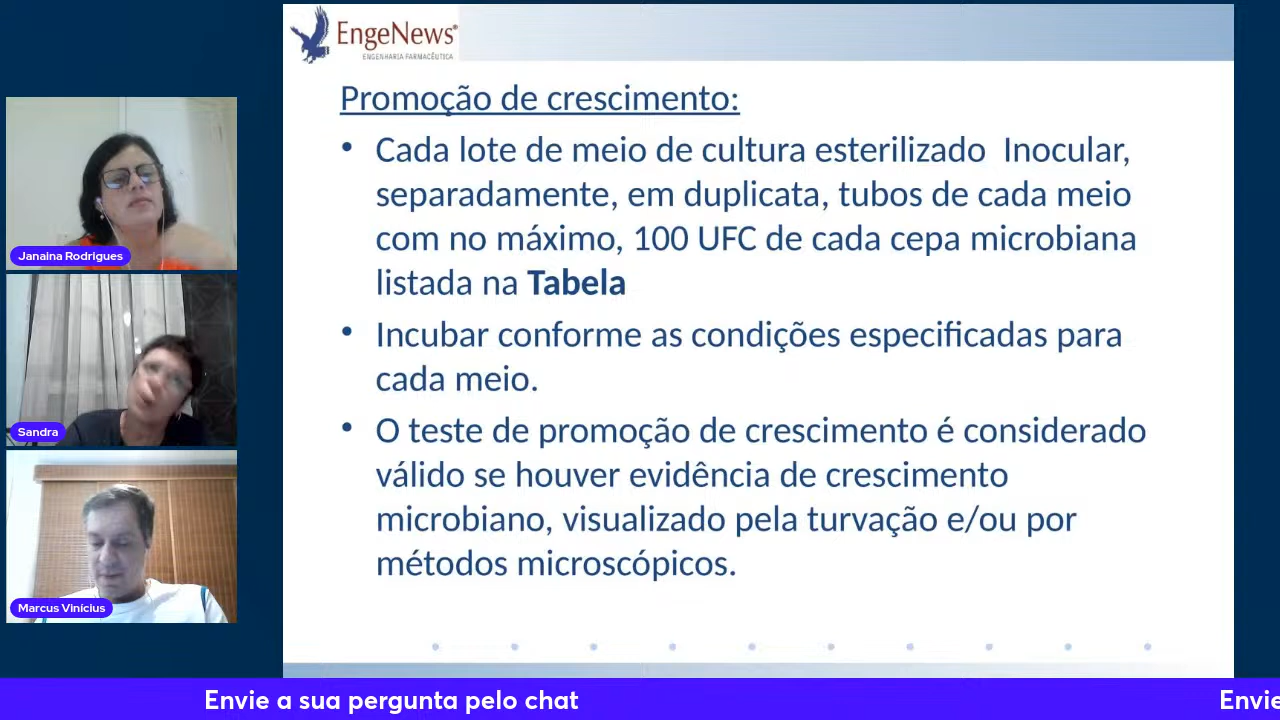 EngeNews®
ENGENHARIA FARMACÊUTICA
Promoção de crescimento:
• Cada lote de meio de cultura esterilizado  Inocular,
separadamente, em duplicata, tubos de cada meio
com no máximo, 100 UFC de cada cepa microbiana
listada na Tabela
• Incubar conforme as condições especificadas para
cada meio.
• O teste de promoção de crescimento é considerado
válido se houver evidência de crescimento
microbiano, visualizado pela turvação e/ou por
métodos microscópicos.
Janaina Rodrigues
Sandra
Marcus Vinícius
Envie a sua pergunta pelo chat
Envie